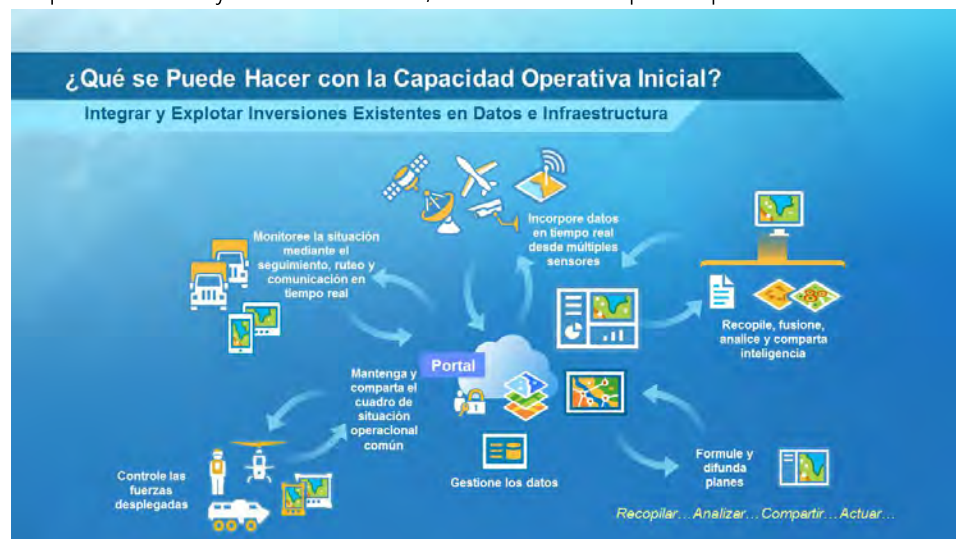 ¿Qué se Puede Hacer con la Capacidad Operativa Inicial?
Integrar y Explotar Inversiones Existentes en Datos e Infraestructura
Incorpore datos
en tiempo real
desde múltiples
sensores
Monitoree la situación
mediante el
seguimiento, ruteo y
comunicación en
tiempo real
Recopile, fusione,
analice y comparta
inteligencia
Portal
Mantenga y
comparta el
cuadro de
situación
operacional
común
Controle las
fuerzas
desplegadas
Gestione los datos
Formule y
difunda
planes
Recopilar…Analizar…Compartir…Actuar…